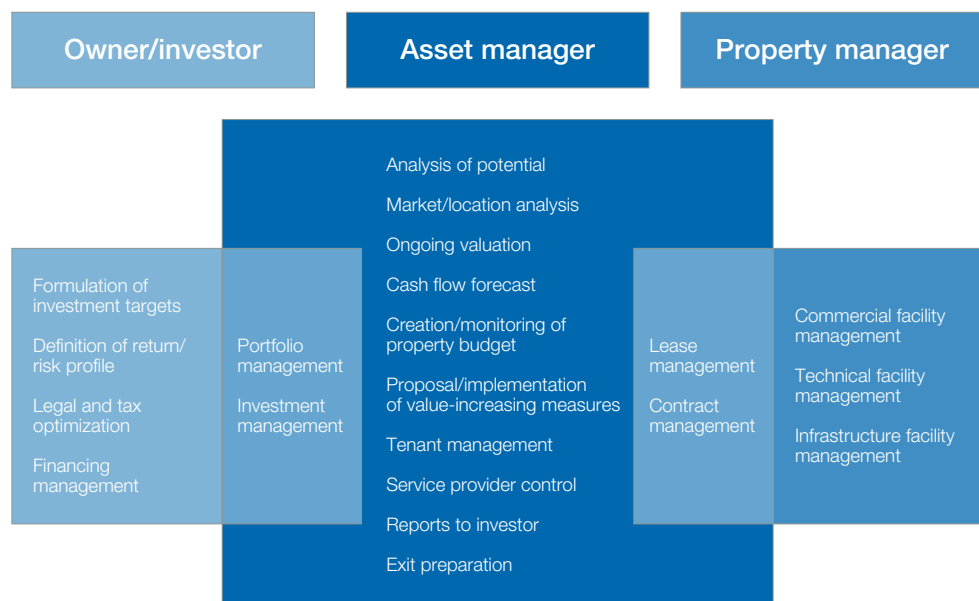 Owner/investor
Asset manager
Property manager
Formulation of
investment targets
Definition of return/
risk profile
Legal and tax
optimization
Financing
management
Portfolio
management
Investment
management
Analysis of potential
Market/location analysis
Ongoing valuation
Cash flow forecast
Creation/monitoring of
property budget
Proposal/implementation
of value-increasing measures
Tenant management
Service provider control
Reports to investor
Exit preparation
Lease
management
Contract
management
Commercial facility
management
Technical facility
management
Infrastructure facility
management